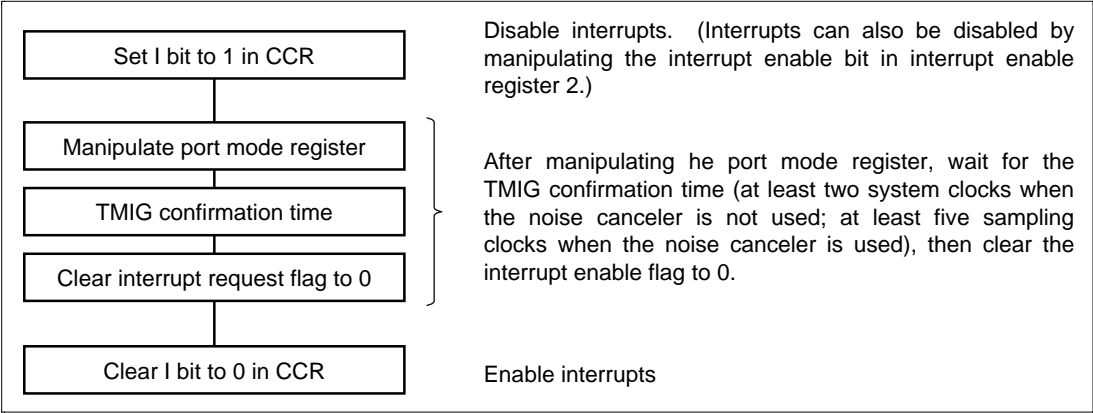 Set I bit to 1 in CCR
Disable interrupts. (Interrupts can also be disabled by
manipulating the interrupt enable bit in interrupt enable
register 2.)
Manipulate port mode register
TMIG confirmation time
Clear interrupt request flag to 0
After manipulating he port mode register, wait for the
TMIG confirmation time (at least two system clocks when
the noise canceler is not used; at least five sampling
clocks when the noise canceler is used), then clear the
interrupt enable flag to 0.
Clear I bit to 0 in CCR
Enable interrupts